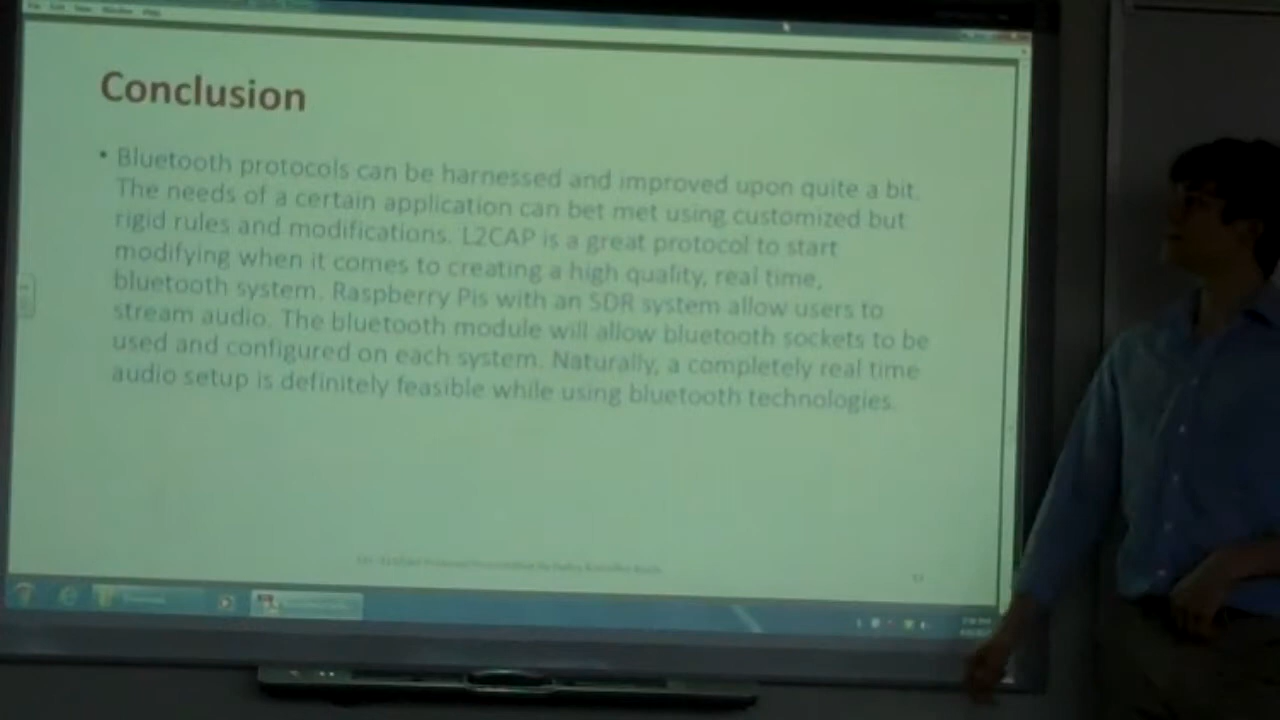 Conclusion
• Bluetooth protocols can be harnessed and improved upon quite a bit.
The needs of a certain application can bet met using customized but
rigid rules and modifications. L2CAP is a great protocol to start
modifying when it comes to creating a high quality, real time,
bluetooth system. Raspberry Pis with an SDR system allow users to
stream audio. The bluetooth module will allow bluetooth sockets to be
used and configured on each system. Naturally, a completely real time
audio setup is definitely feasible while using bluetooth technologies.